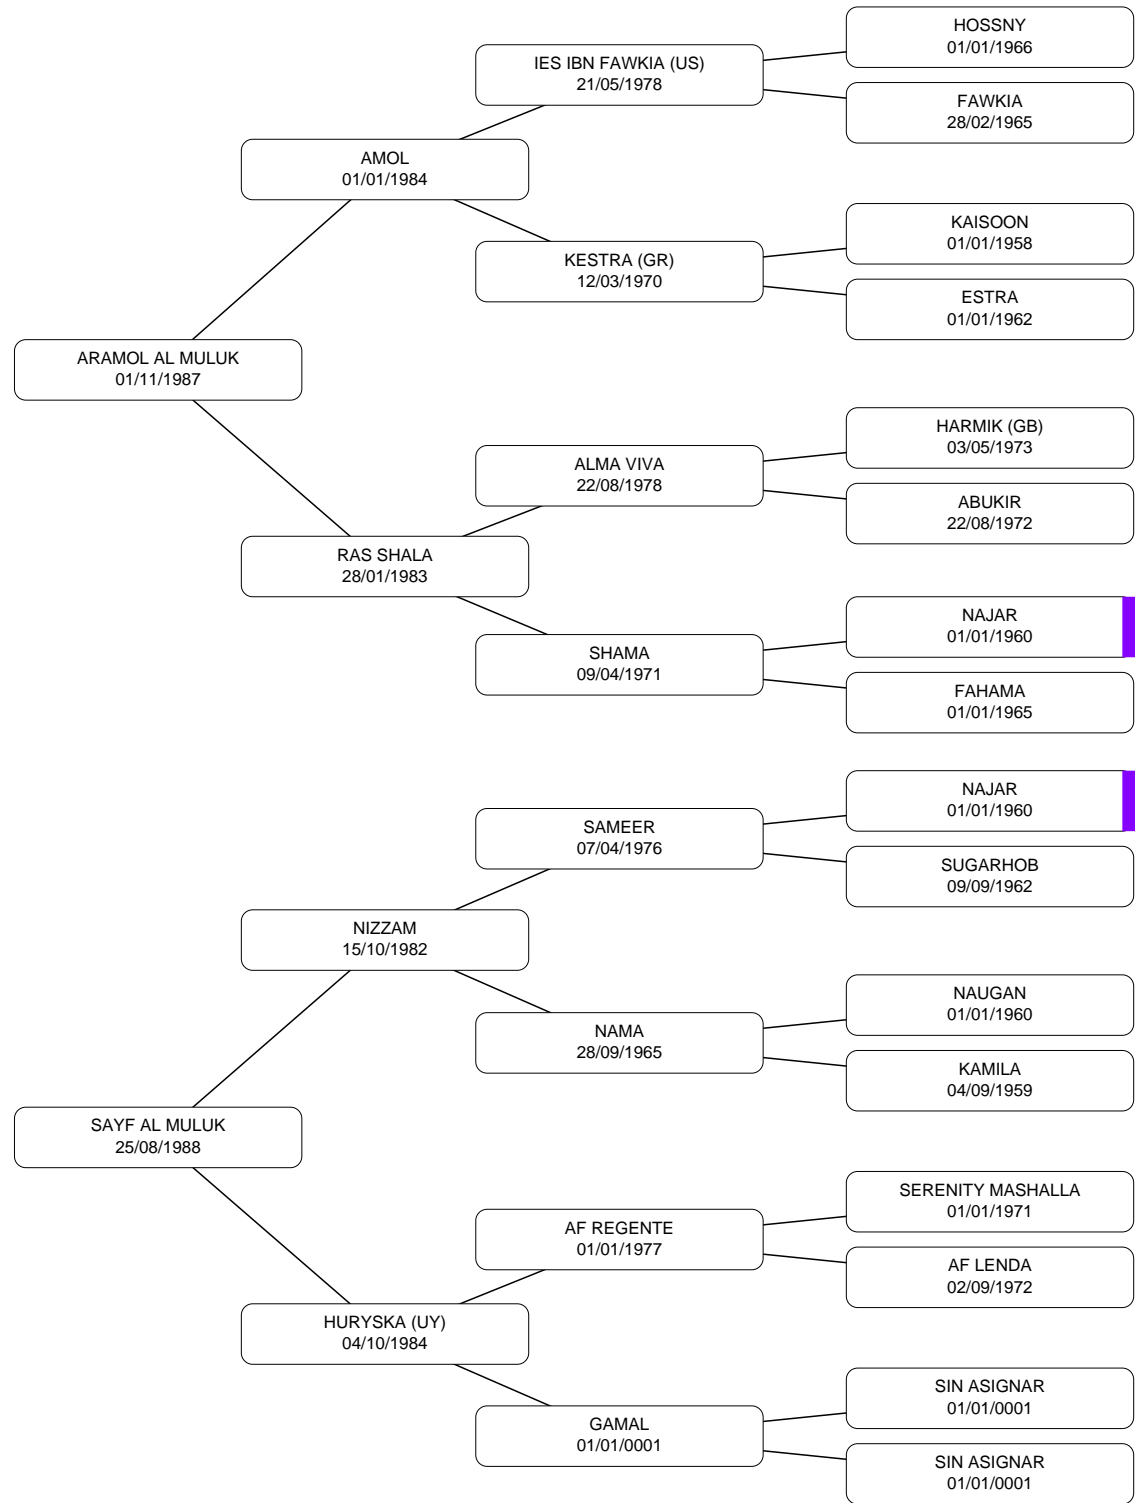 HOSSNY
01/01/1966
IES IBN FAWKIA (US)
21/05/1978
FAWKIA
28/02/1965
AMOL
01/01/1984
KAISOON
01/01/1958
KESTRA (GR)
12/03/1970
ESTRA
01/01/1962
ARAMOL AL MULUK
01/11/1987
HARMIK (GB)
03/05/1973
ALMA VIVA
22/08/1978
ABUKIR
22/08/1972
RAS SHALA
28/01/1983
NAJAR
01/01/1960
SHAMA
09/04/1971
FAHAMA
01/01/1965
NAJAR
01/01/1960
SAMEER
07/04/1976
SUGARHOB
09/09/1962
NIZZAM
15/10/1982
NAUGAN
01/01/1960
NAMA
28/09/1965
KAMILA
04/09/1959
SAYF AL MULUK
25/08/1988
SERENITY MASHALLA
01/01/1971
AF REGENTE
01/01/1977
AF LENDA
02/09/1972
HURYSKA (UY)
04/10/1984
SIN ASIGNAR
01/01/0001
GAMAL
01/01/0001
SIN ASIGNAR
01/01/0001